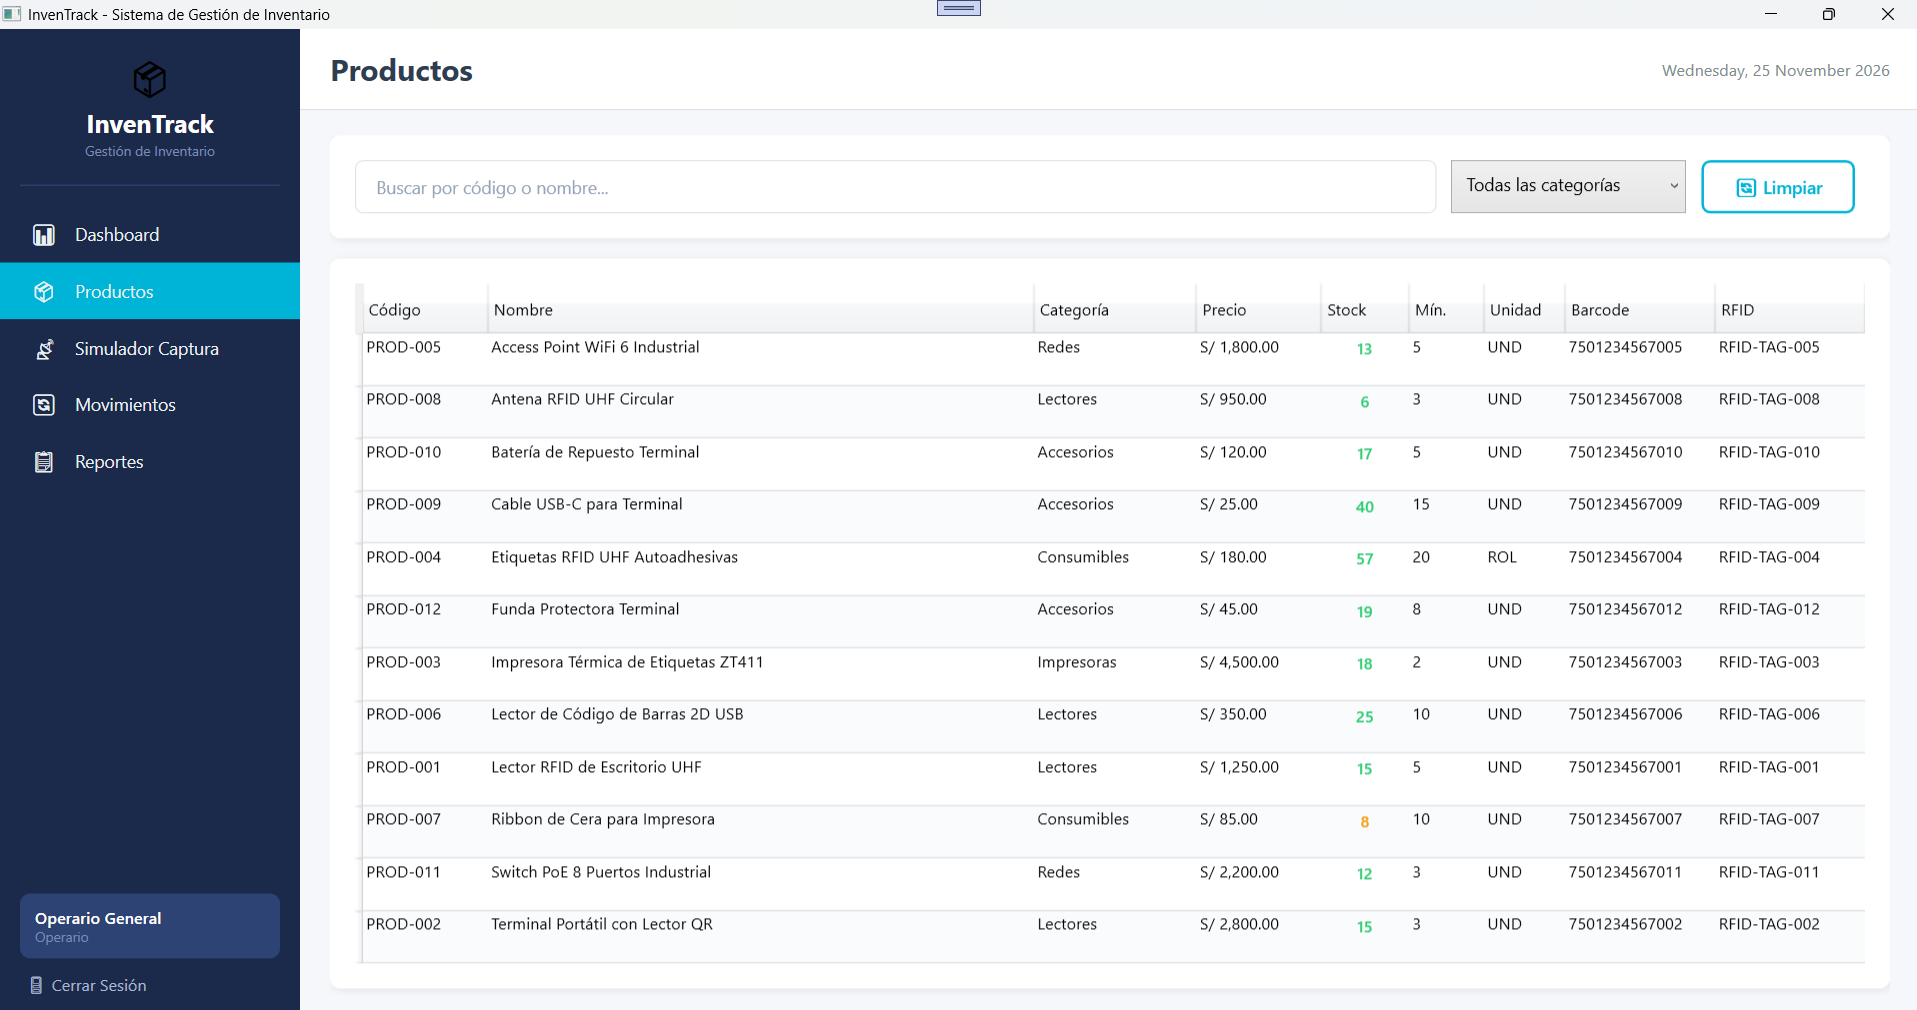 InvenTrack - Sistema de Gestión de Inventario
InvenTrack
Gestión de Inventario
Dashboard
Productos
Simulador Captura
Movimientos
Reportes
Operario General
Operario
Cerrar Sesión
Productos
Wednesday, 25 November 2026
Buscar por código o nombre...
Todas las categorías
Limpiar
Código Nombre Categoría Precio Stock Mín. Unidad Barcode RFID
PROD-005 Access Point WiFi 6 Industrial Redes S/ 1,800.00 13 5 UND 7501234567005 RFID-TAG-005
PROD-008 Antena RFID UHF Circular Lectores S/ 950.00 6 3 UND 7501234567008 RFID-TAG-008
PROD-010 Batería de Repuesto Terminal Accesorios S/ 120.00 17 5 UND 7501234567010 RFID-TAG-010
PROD-009 Cable USB-C para Terminal Accesorios S/ 25.00 40 15 UND 7501234567009 RFID-TAG-009
PROD-004 Etiquetas RFID UHF Autoadhesivas Consumibles S/ 180.00 57 20 ROL 7501234567004 RFID-TAG-004
PROD-012 Funda Protectora Terminal Accesorios S/ 45.00 19 8 UND 7501234567012 RFID-TAG-012
PROD-003 Impresora Térmica de Etiquetas ZT411 Impresoras S/ 4,500.00 18 2 UND 7501234567003 RFID-TAG-003
PROD-006 Lector de Código de Barras 2D USB Lectores S/ 350.00 25 10 UND 7501234567006 RFID-TAG-006
PROD-001 Lector RFID de Escritorio UHF Lectores S/ 1,250.00 15 5 UND 7501234567001 RFID-TAG-001
PROD-007 Ribbon de Cera para Impresora Consumibles S/ 85.00 8 10 UND 7501234567007 RFID-TAG-007
PROD-011 Switch PoE 8 Puertos Industrial Redes S/ 2,200.00 12 3 UND 7501234567011 RFID-TAG-011
PROD-002 Terminal Portátil con Lector QR Lectores S/ 2,800.00 15 3 UND 7501234567002 RFID-TAG-002